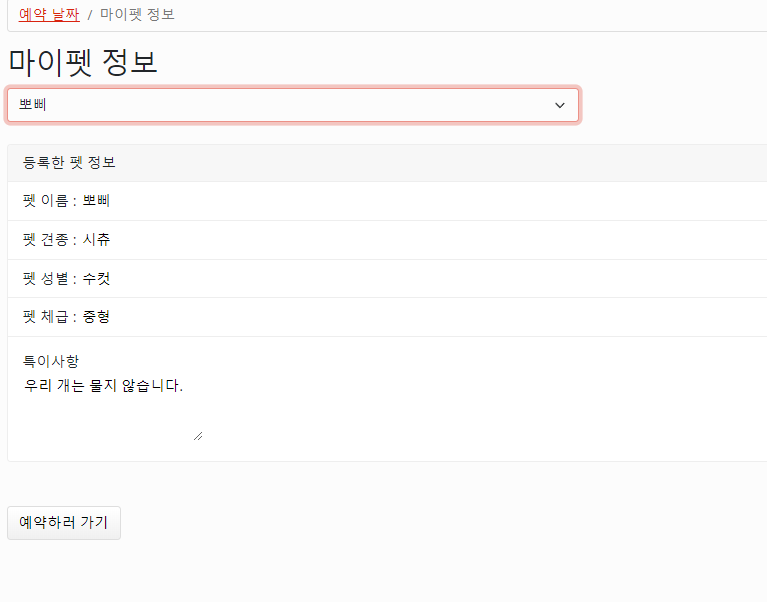 예약 날짜 / 마이펫 정보
마이펫 정보
뽀삐
등록한 펫 정보
펫 이름 : 뽀삐
펫 견종 : 시츄
펫 성별 : 수컷
펫 체급 : 중형
특이사항
우리 개는 물지 않습니다.
예약하러 가기